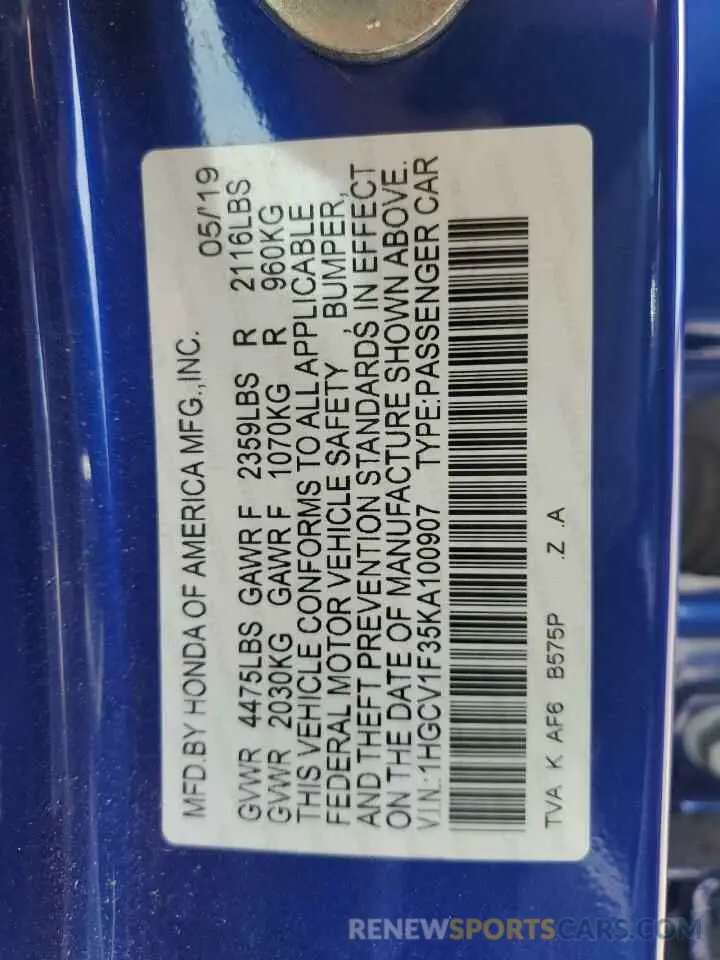 MFD.BY HONDA OF AMERICA MFG.,INC. 05/'19
GVWR 4475LBS GAWR F 2359LBS R 2116LBS
GVWR 2030KG GAWR F 1070KG R 960KG
THIS VEHICLE CONFORMS TO ALL APPLICABLE
FEDERAL MOTOR VEHICLE SAFETY, BUMPER,
AND THEFT PREVENTION STANDARDS IN EFFECT
ON THE DATE OF MANUFACTURE SHOWN ABOVE.
V.I.N.:1HGCV1F35KA100907 TYPE:PASSENGER CAR
TVA K AF6 B575P .Z .A
RENEWSPORTSCARS.COM